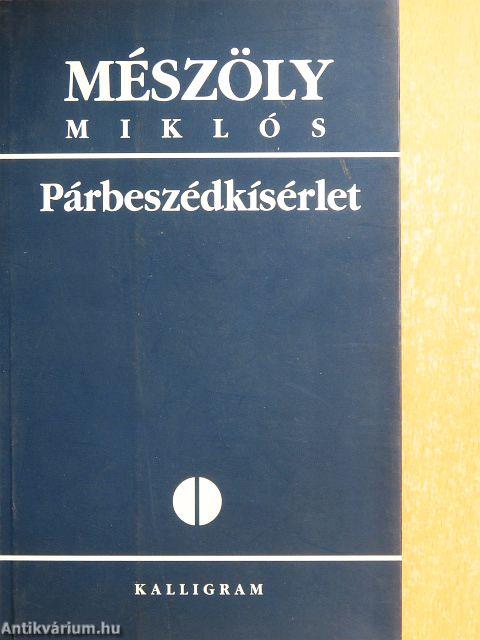 MÉSZÖLY
MIKLÓS
Párbeszédkísérlet
KALLIGRAM
Antikvárium.hu